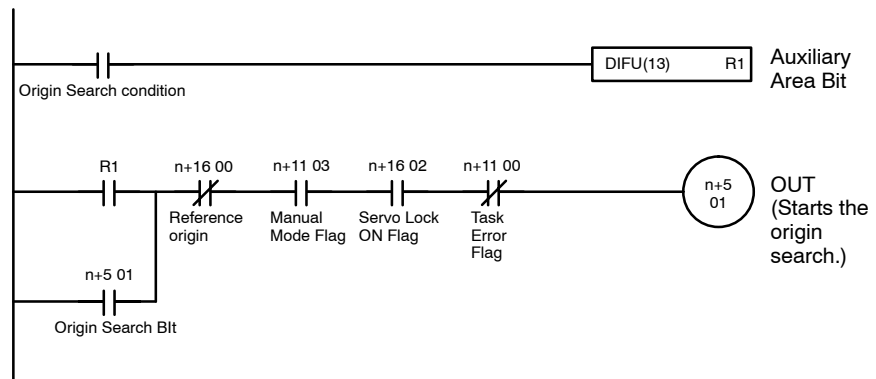 DIFU(13) R1
Auxiliary
Area Bit
Origin Search condition
R1
n+16 00
n+11 03
n+16 02
n+11 00
n+5
01
OUT
(Starts the
origin
search.)
Reference
origin
Manual
Mode Flag
Servo Lock
ON Flag
Task
Error
Flag
n+5 01
Origin Search BIt